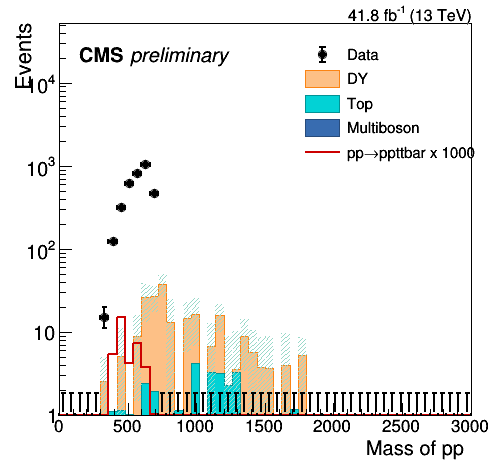 41.8 fb⁻¹ (13 TeV)
Events
CMS preliminary
Data
DY
Top
Multiboson
pp→ppttbar x 1000
10⁴
10³
10²
10
1
0 500 1000 1500 2000 2500 3000
Mass of pp